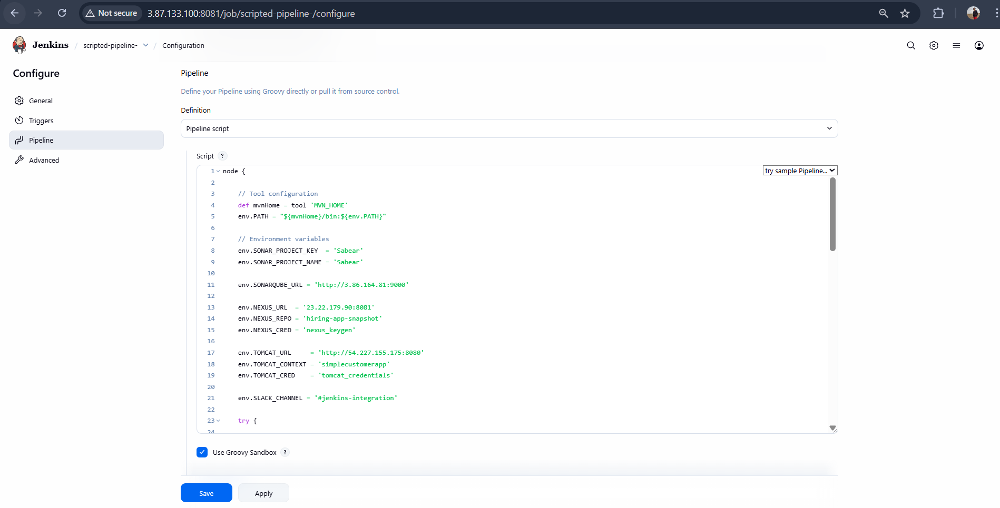 Not secure 3.87.133.100:8081/job/scripted-pipeline-/configure
Jenkins / scripted-pipeline- / Configuration
Configure
General
Triggers
Pipeline
Advanced
Pipeline
Define your Pipeline using Groovy directly or pull it from source control.
Definition
Pipeline script
Script ?
try sample Pipeline...
1 node {
2
3 // Tool configuration
4 def mvnHome = tool 'MVN_HOME'
5 env.PATH = "${mvnHome}/bin:${env.PATH}"
6
7 // Environment variables
8 env.SONAR_PROJECT_KEY  = 'Sabear'
9 env.SONAR_PROJECT_NAME = 'Sabear'
10
11 env.SONARQUBE_URL = 'http://3.86.164.81:9000'
12
13 env.NEXUS_URL  = '23.22.179.90:8081'
14 env.NEXUS_REPO = 'hiring-app-snapshot'
15 env.NEXUS_CRED = 'nexus_keygen'
16
17 env.TOMCAT_URL     = 'http://54.227.155.175:8080'
18 env.TOMCAT_CONTEXT = 'simplecustomerapp'
19 env.TOMCAT_CRED    = 'tomcat_credentials'
20
21 env.SLACK_CHANNEL = '#jenkins-integration'
22
23 try {
24
Use Groovy Sandbox ?
Save
Apply